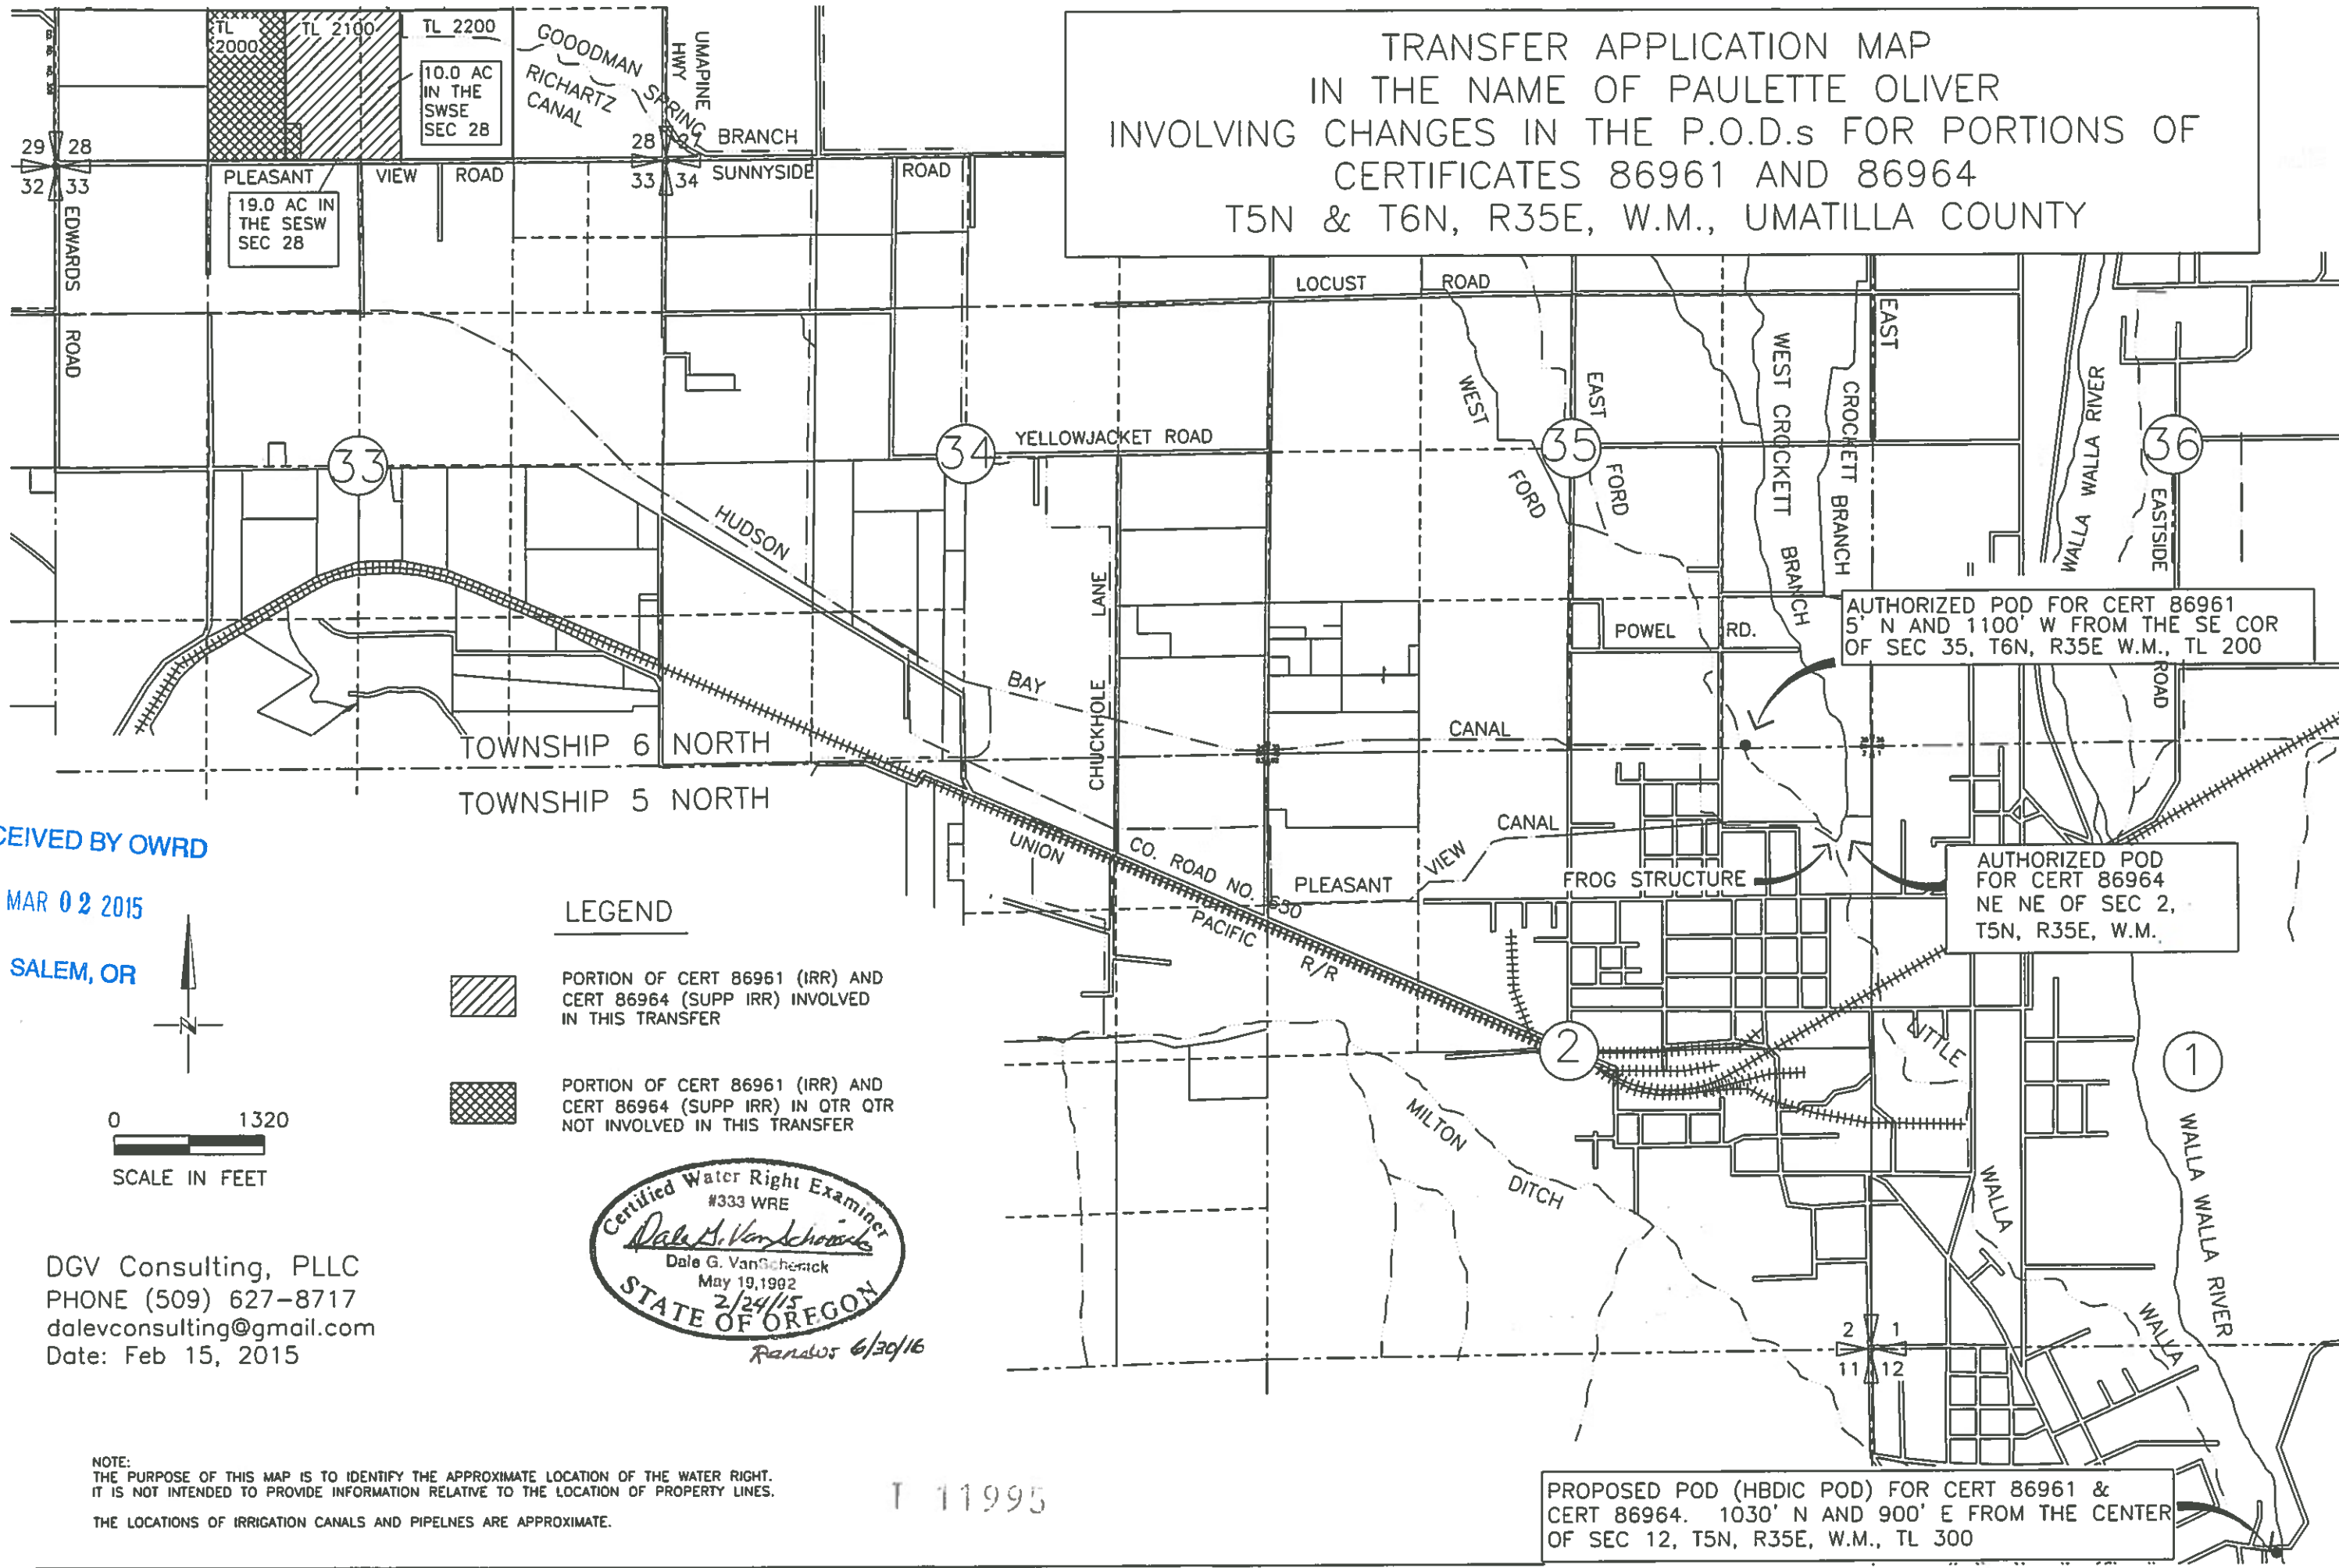 TRANSFER APPLICATION MAP
IN THE NAME OF PAULETTE OLIVER
INVOLVING CHANGES IN THE P.O.D.s FOR PORTIONS OF
CERTIFICATES 86961 AND 86964
T5N & T6N, R35E, W.M., UMATILLA COUNTY
TL
2000
TL 2100
TL 2200
10.0 AC
IN THE
SWSE
SEC 28
GOOODMAN
SPRING
BRANCH
RICHARTZ
CANAL
UMAPINE
HWY
29 28
32 33
28
33 34
PLEASANT VIEW ROAD
SUNNYSIDE ROAD
19.0 AC IN
THE SESW
SEC 28
EDWARDS ROAD
LOCUST ROAD
EAST
WEST
FORD
EAST
FORD
WEST CROCKETT BRANCH
CROCKETT BRANCH
WALLA WALLA RIVER
EASTSIDE
ROAD
33
34
YELLOWJACKET ROAD
35
36
HUDSON
BAY
CANAL
CHUCKHOLE LANE
POWEL RD.
AUTHORIZED POD FOR CERT 86961
5' N AND 1100' W FROM THE SE COR
OF SEC 35, T6N, R35E W.M., TL 200
TOWNSHIP 6 NORTH
TOWNSHIP 5 NORTH
CEIVED BY OWRD
MAR 02 2015
SALEM, OR
N
0 1320
SCALE IN FEET
LEGEND
PORTION OF CERT 86961 (IRR) AND
CERT 86964 (SUPP IRR) INVOLVED
IN THIS TRANSFER
PORTION OF CERT 86961 (IRR) AND
CERT 86964 (SUPP IRR) IN QTR QTR
NOT INVOLVED IN THIS TRANSFER
UNION
PACIFIC
R/R
CO. ROAD NO. 650
PLEASANT
VIEW
CANAL
FROG STRUCTURE
AUTHORIZED POD
FOR CERT 86964
NE NE OF SEC 2,
T5N, R35E, W.M.
2
1
LITTLE
WALLA
WALLA
WALLA WALLA RIVER
MILTON
DITCH
2 1
11 12
Certified Water Right Examiner
#333 WRE
Dale G. VanSchoiack
May 19, 1992
2/24/15
STATE OF OREGON
6/30/16
DGV Consulting, PLLC
PHONE (509) 627-8717
dalevconsulting@gmail.com
Date: Feb 15, 2015
NOTE:
THE PURPOSE OF THIS MAP IS TO IDENTIFY THE APPROXIMATE LOCATION OF THE WATER RIGHT.
IT IS NOT INTENDED TO PROVIDE INFORMATION RELATIVE TO THE LOCATION OF PROPERTY LINES.
THE LOCATIONS OF IRRIGATION CANALS AND PIPELNES ARE APPROXIMATE.
T 11995
PROPOSED POD (HBDIC POD) FOR CERT 86961 &
CERT 86964. 1030' N AND 900' E FROM THE CENTER
OF SEC 12, T5N, R35E, W.M., TL 300